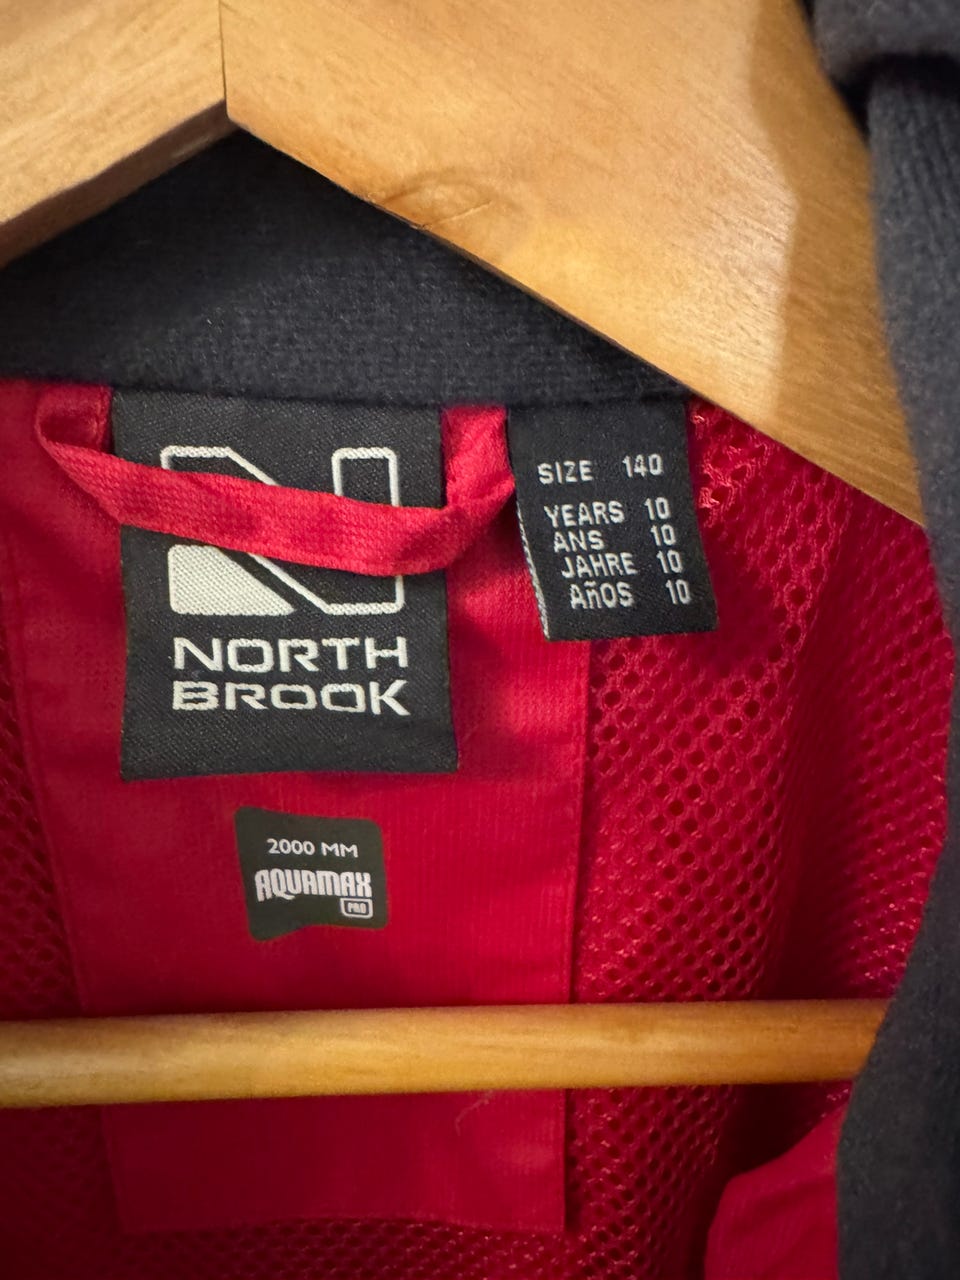 NORTH
BROOK
SIZE 140
YEARS 10
ANS 10
JAHRE 10
AñOS 10
2000 MM
AQUAMAX
PRO